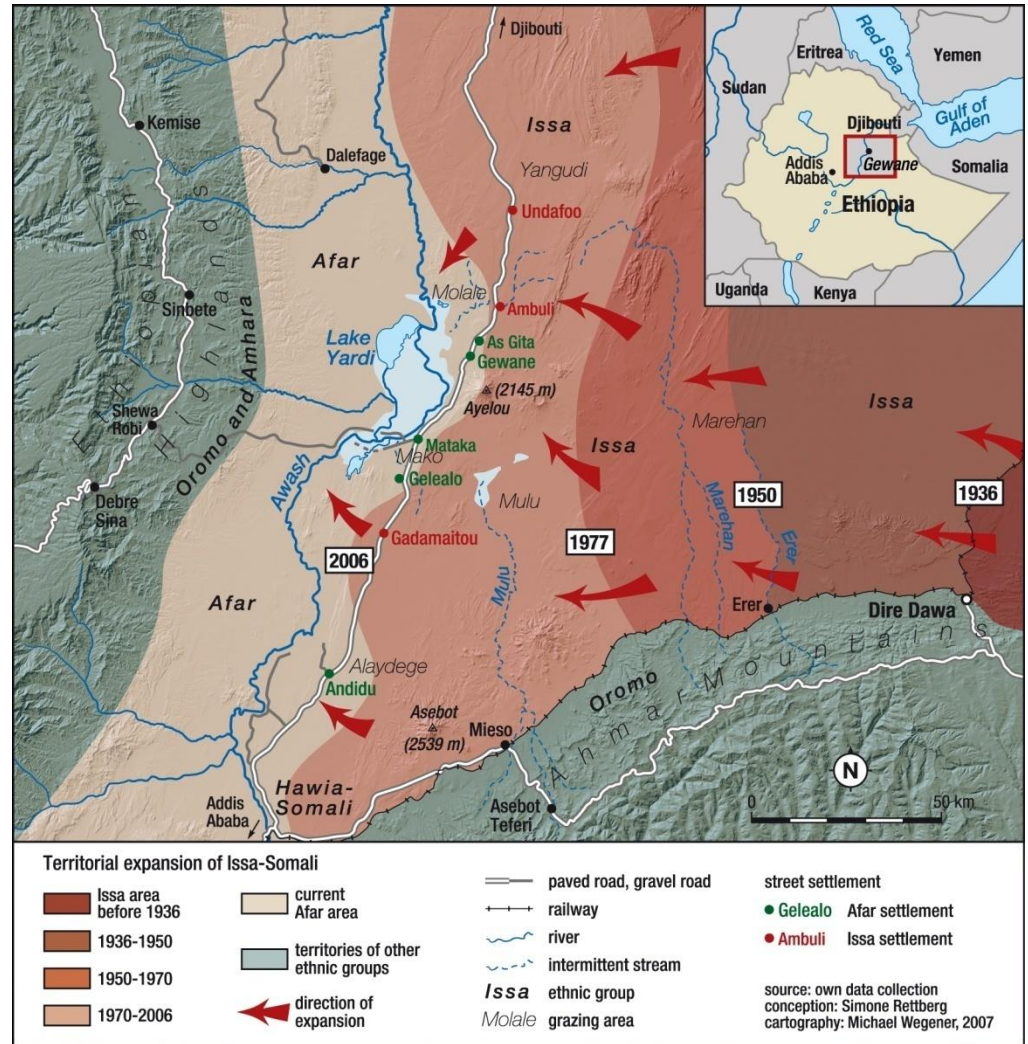 Djibouti
Kemise
Issa
Dalefage
Yangudi
Undafoo
Afar
Molale
Sinbete
Ambuli
Lake
Yardi
As Gita
Gewane
(2145 m)
Ayelou
Ethiopian
Highlands
Oromo and Amhara
Shewa
Robi
Mataka
Mako
Gelealo
Issa
Marehan
Issa
Debre
Sina
Awash
Mulu
1950
1936
Gadamaitou
1977
2006
Marehan
Erer
Mulu
Afar
Erer
Dire Dawa
Alaydege
Andidu
Oromo
Ahmar Mountains
Asebot
(2539 m)
Mieso
Hawia-
Somali
Addis
Ababa
Asebot
Teferi
N
0 50 km
Eritrea
Red
Sea
Yemen
Sudan
Djibouti
Gulf of
Aden
Addis
Ababa
Gewane
Somalia
Ethiopia
Uganda
Kenya
Territorial expansion of Issa-Somali
Issa area
before 1936
1936-1950
1950-1970
1970-2006
current
Afar area
territories of other
ethnic groups
direction of
expansion
paved road, gravel road
railway
river
intermittent stream
Issa ethnic group
Molale grazing area
street settlement
Gelealo Afar settlement
Ambuli Issa settlement
source: own data collection
conception: Simone Rettberg
cartography: Michael Wegener, 2007